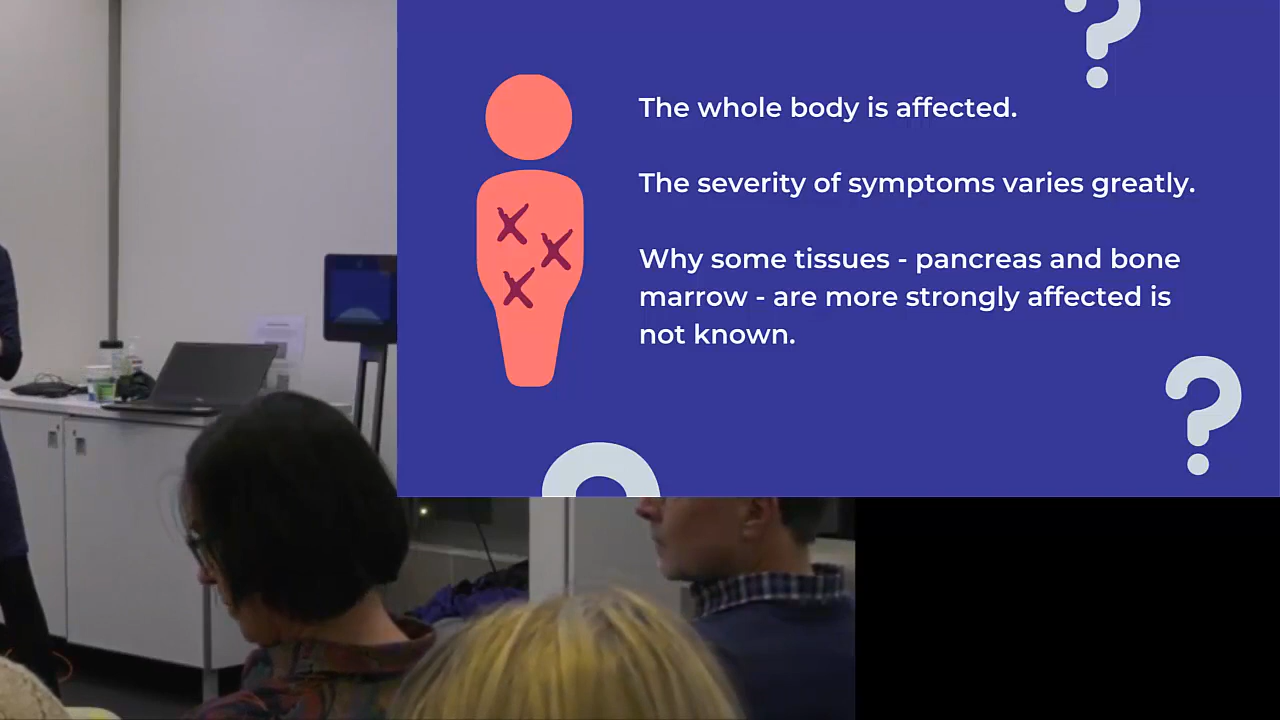 The whole body is affected.
The severity of symptoms varies greatly.
Why some tissues - pancreas and bone
marrow - are more strongly affected is
not known.